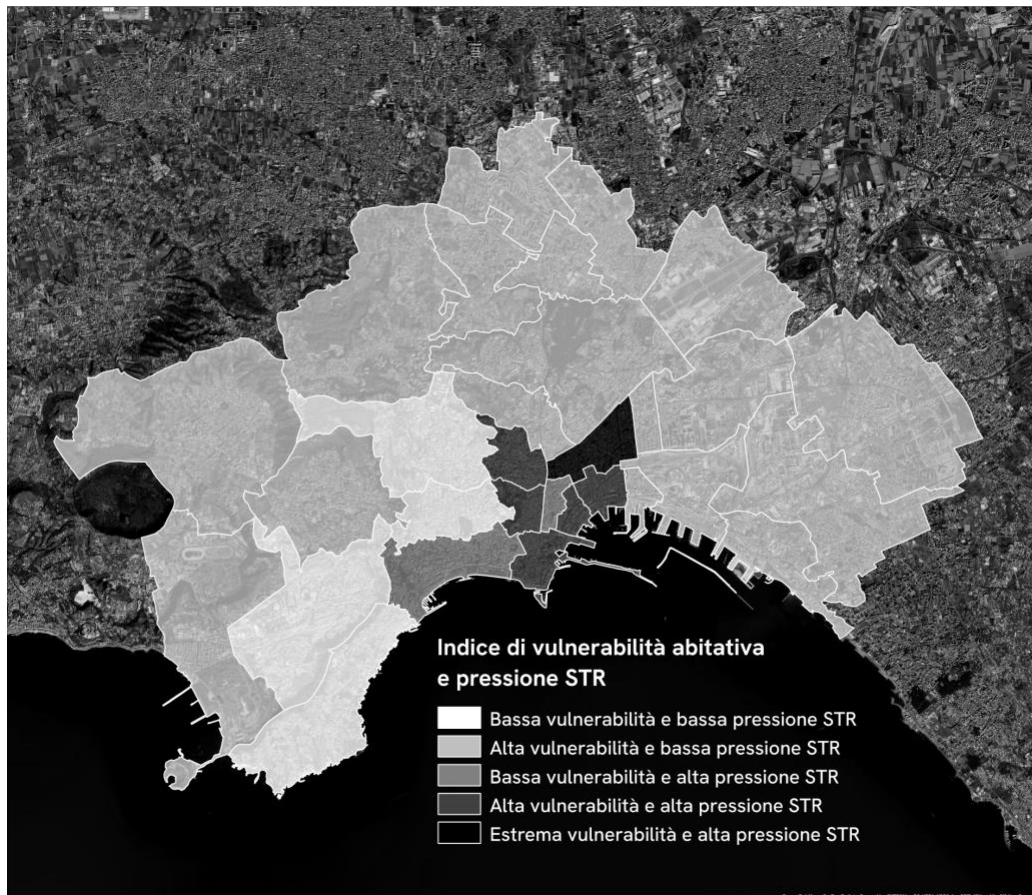 Indice di vulnerabilità abitativa
e pressione STR
Bassa vulnerabilità e bassa pressione STR
Alta vulnerabilità e bassa pressione STR
Bassa vulnerabilità e alta pressione STR
Alta vulnerabilità e alta pressione STR
Estrema vulnerabilità e alta pressione STR